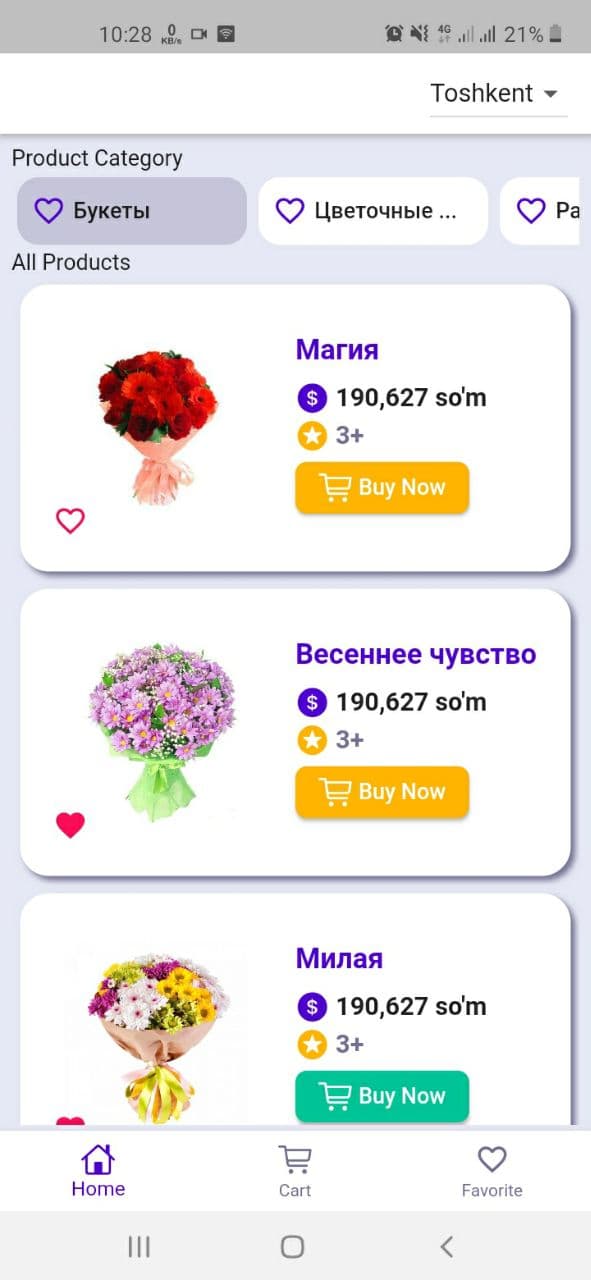 10:28 0 KB/s 4G 21%
Toshkent
Product Category
Букеты Цветочные ... Ра
All Products
Магия
$ 190,627 so'm
3+
Buy Now
Весеннее чувство
$ 190,627 so'm
3+
Buy Now
Милая
$ 190,627 so'm
3+
Buy Now
Home Cart Favorite